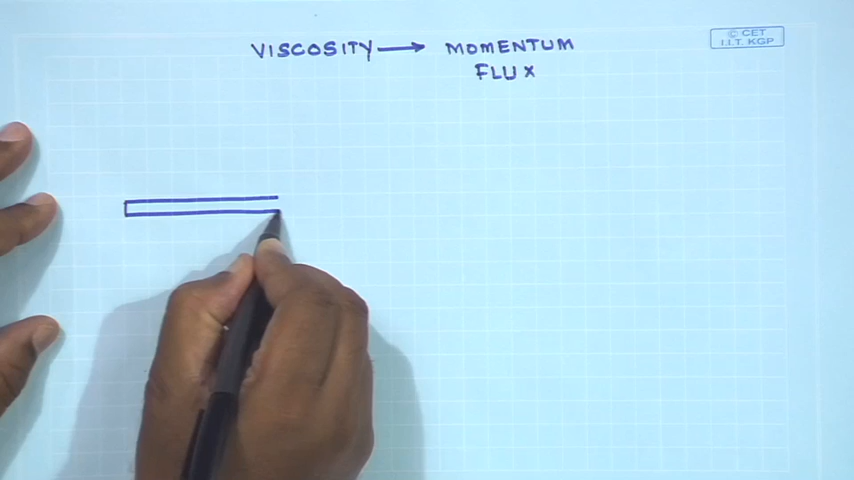 VISCOSITY → MOMENTUM
FLUX
© CET
I.I.T. KGP